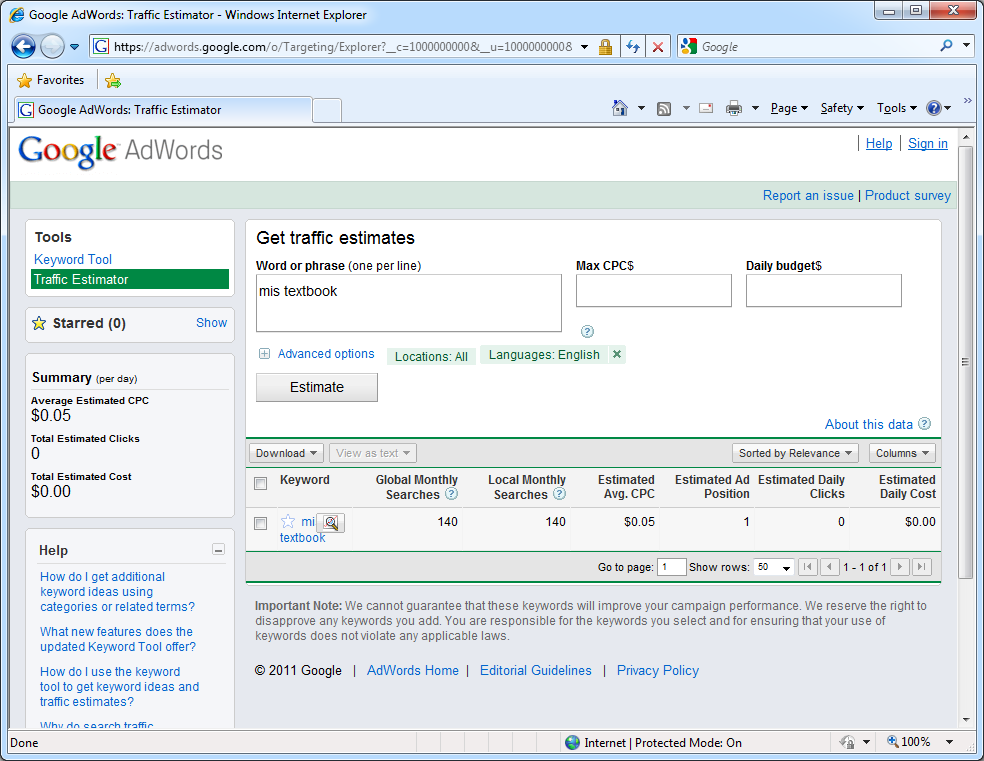 Google AdWords: Traffic Estimator - Windows Internet Explorer
https://adwords.google.com/o/Targeting/Explorer?__c=1000000000&__u=1000000000&
Google
Favorites
Google AdWords: Traffic Estimator
Page Safety Tools
Google AdWords
Help Sign in
Report an issue | Product survey
Tools
Keyword Tool
Traffic Estimator
Starred (0) Show
Summary (per day)
Average Estimated CPC
$0.05
Total Estimated Clicks
0
Total Estimated Cost
$0.00
Help
How do I get additional
keyword ideas using
categories or related terms?
What new features does the
updated Keyword Tool offer?
How do I use the keyword
tool to get keyword ideas and
traffic estimates?
Why do search traffic
Get traffic estimates
Word or phrase (one per line) Max CPC$ Daily budget$
mis textbook
Advanced options Locations: All Languages: English ×
Estimate
About this data ?
Download View as text Sorted by Relevance Columns
Keyword Global Monthly Local Monthly Estimated Estimated Ad Estimated Daily Estimated
Searches ? Searches ? Avg. CPC Position Clicks Daily Cost
mi 140 140 $0.05 1 0 $0.00
textbook
Go to page: 1 Show rows: 50 1 - 1 of 1
Important Note: We cannot guarantee that these keywords will improve your campaign performance. We reserve the right to
disapprove any keywords you add. You are responsible for the keywords you select and for ensuring that your use of
keywords does not violate any applicable laws.
© 2011 Google | AdWords Home | Editorial Guidelines | Privacy Policy
Done Internet | Protected Mode: On 100%